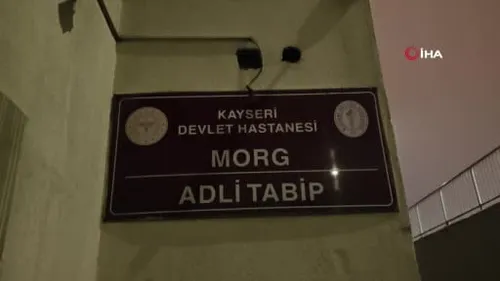 İHA
KAYSERİ
DEVLET HASTANESİ
MORG
ADLİ TABİP